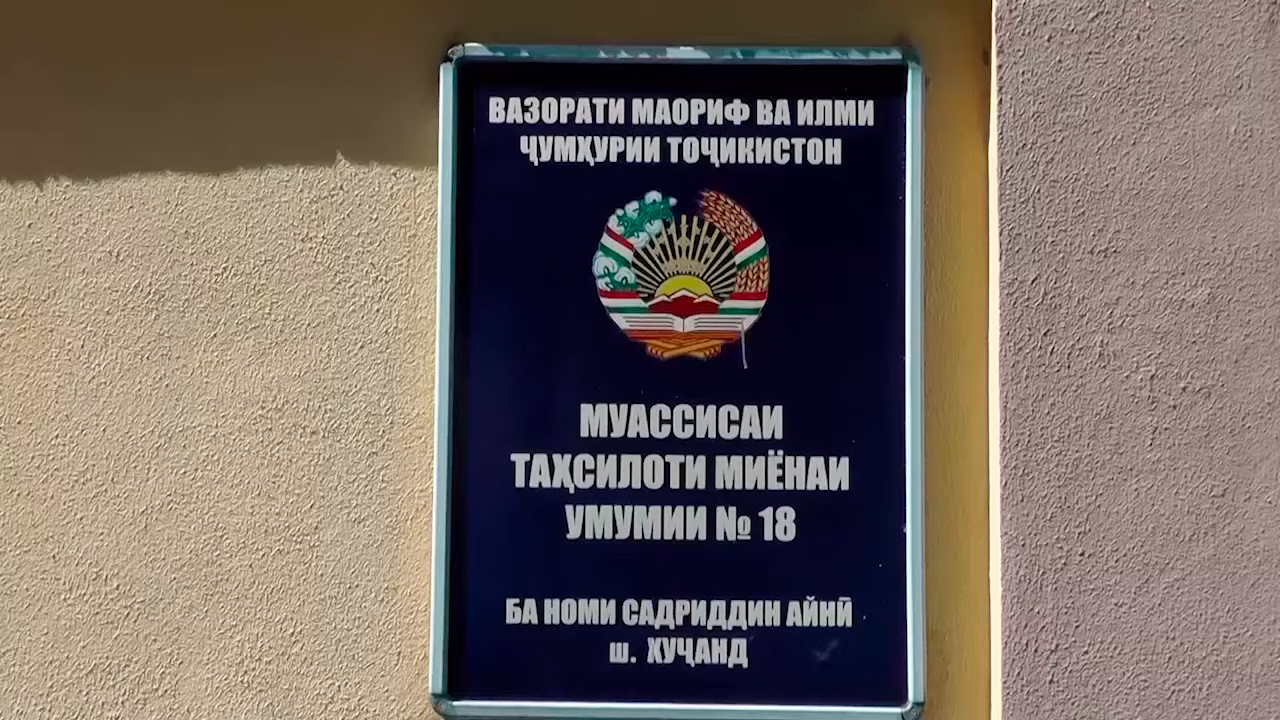 ВАЗОРАТИ МАОРИФ ВА ИЛМИ
ҶУМҲУРИИ ТОҶИКИСТОН
МУАССИСАИ
ТАҲСИЛОТИ МИЁНАИ
УМУМИИ № 18
БА НОМИ САДРИДДИН АЙНӢ
ш. ХУҶАНД